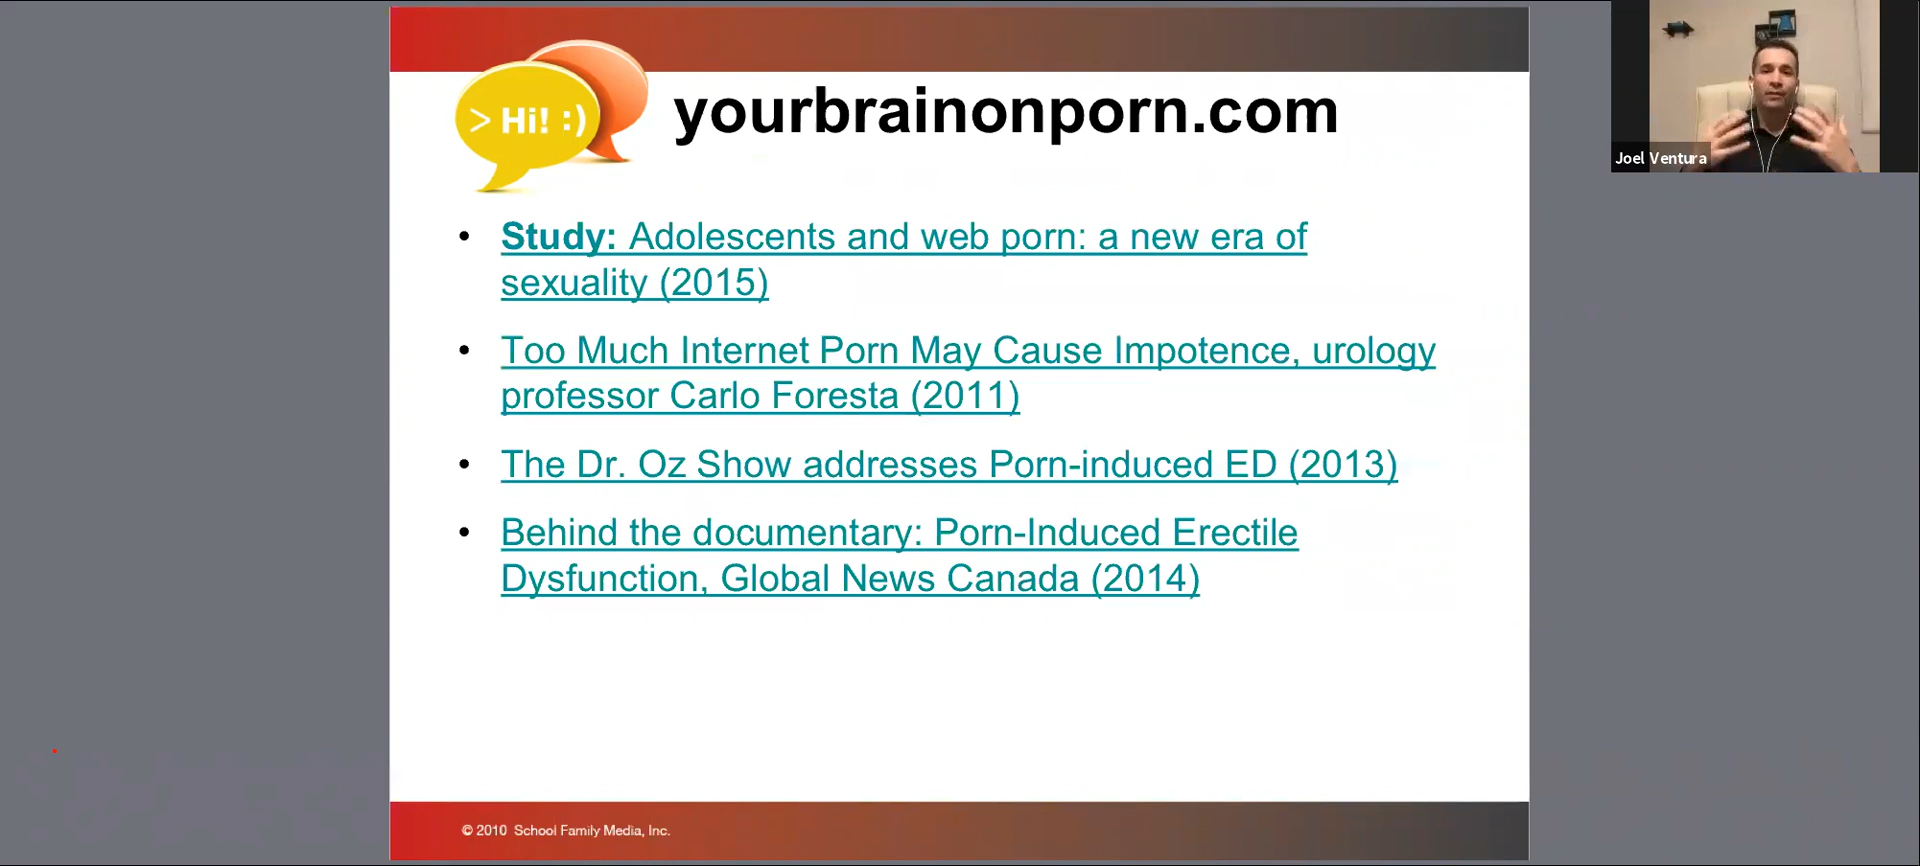 > Hi! :)
yourbrainonporn.com
Joel Ventura
• Study: Adolescents and web porn: a new era of
sexuality (2015)
• Too Much Internet Porn May Cause Impotence, urology
professor Carlo Foresta (2011)
• The Dr. Oz Show addresses Porn-induced ED (2013)
• Behind the documentary: Porn-Induced Erectile
Dysfunction, Global News Canada (2014)
© 2010 School Family Media, Inc.